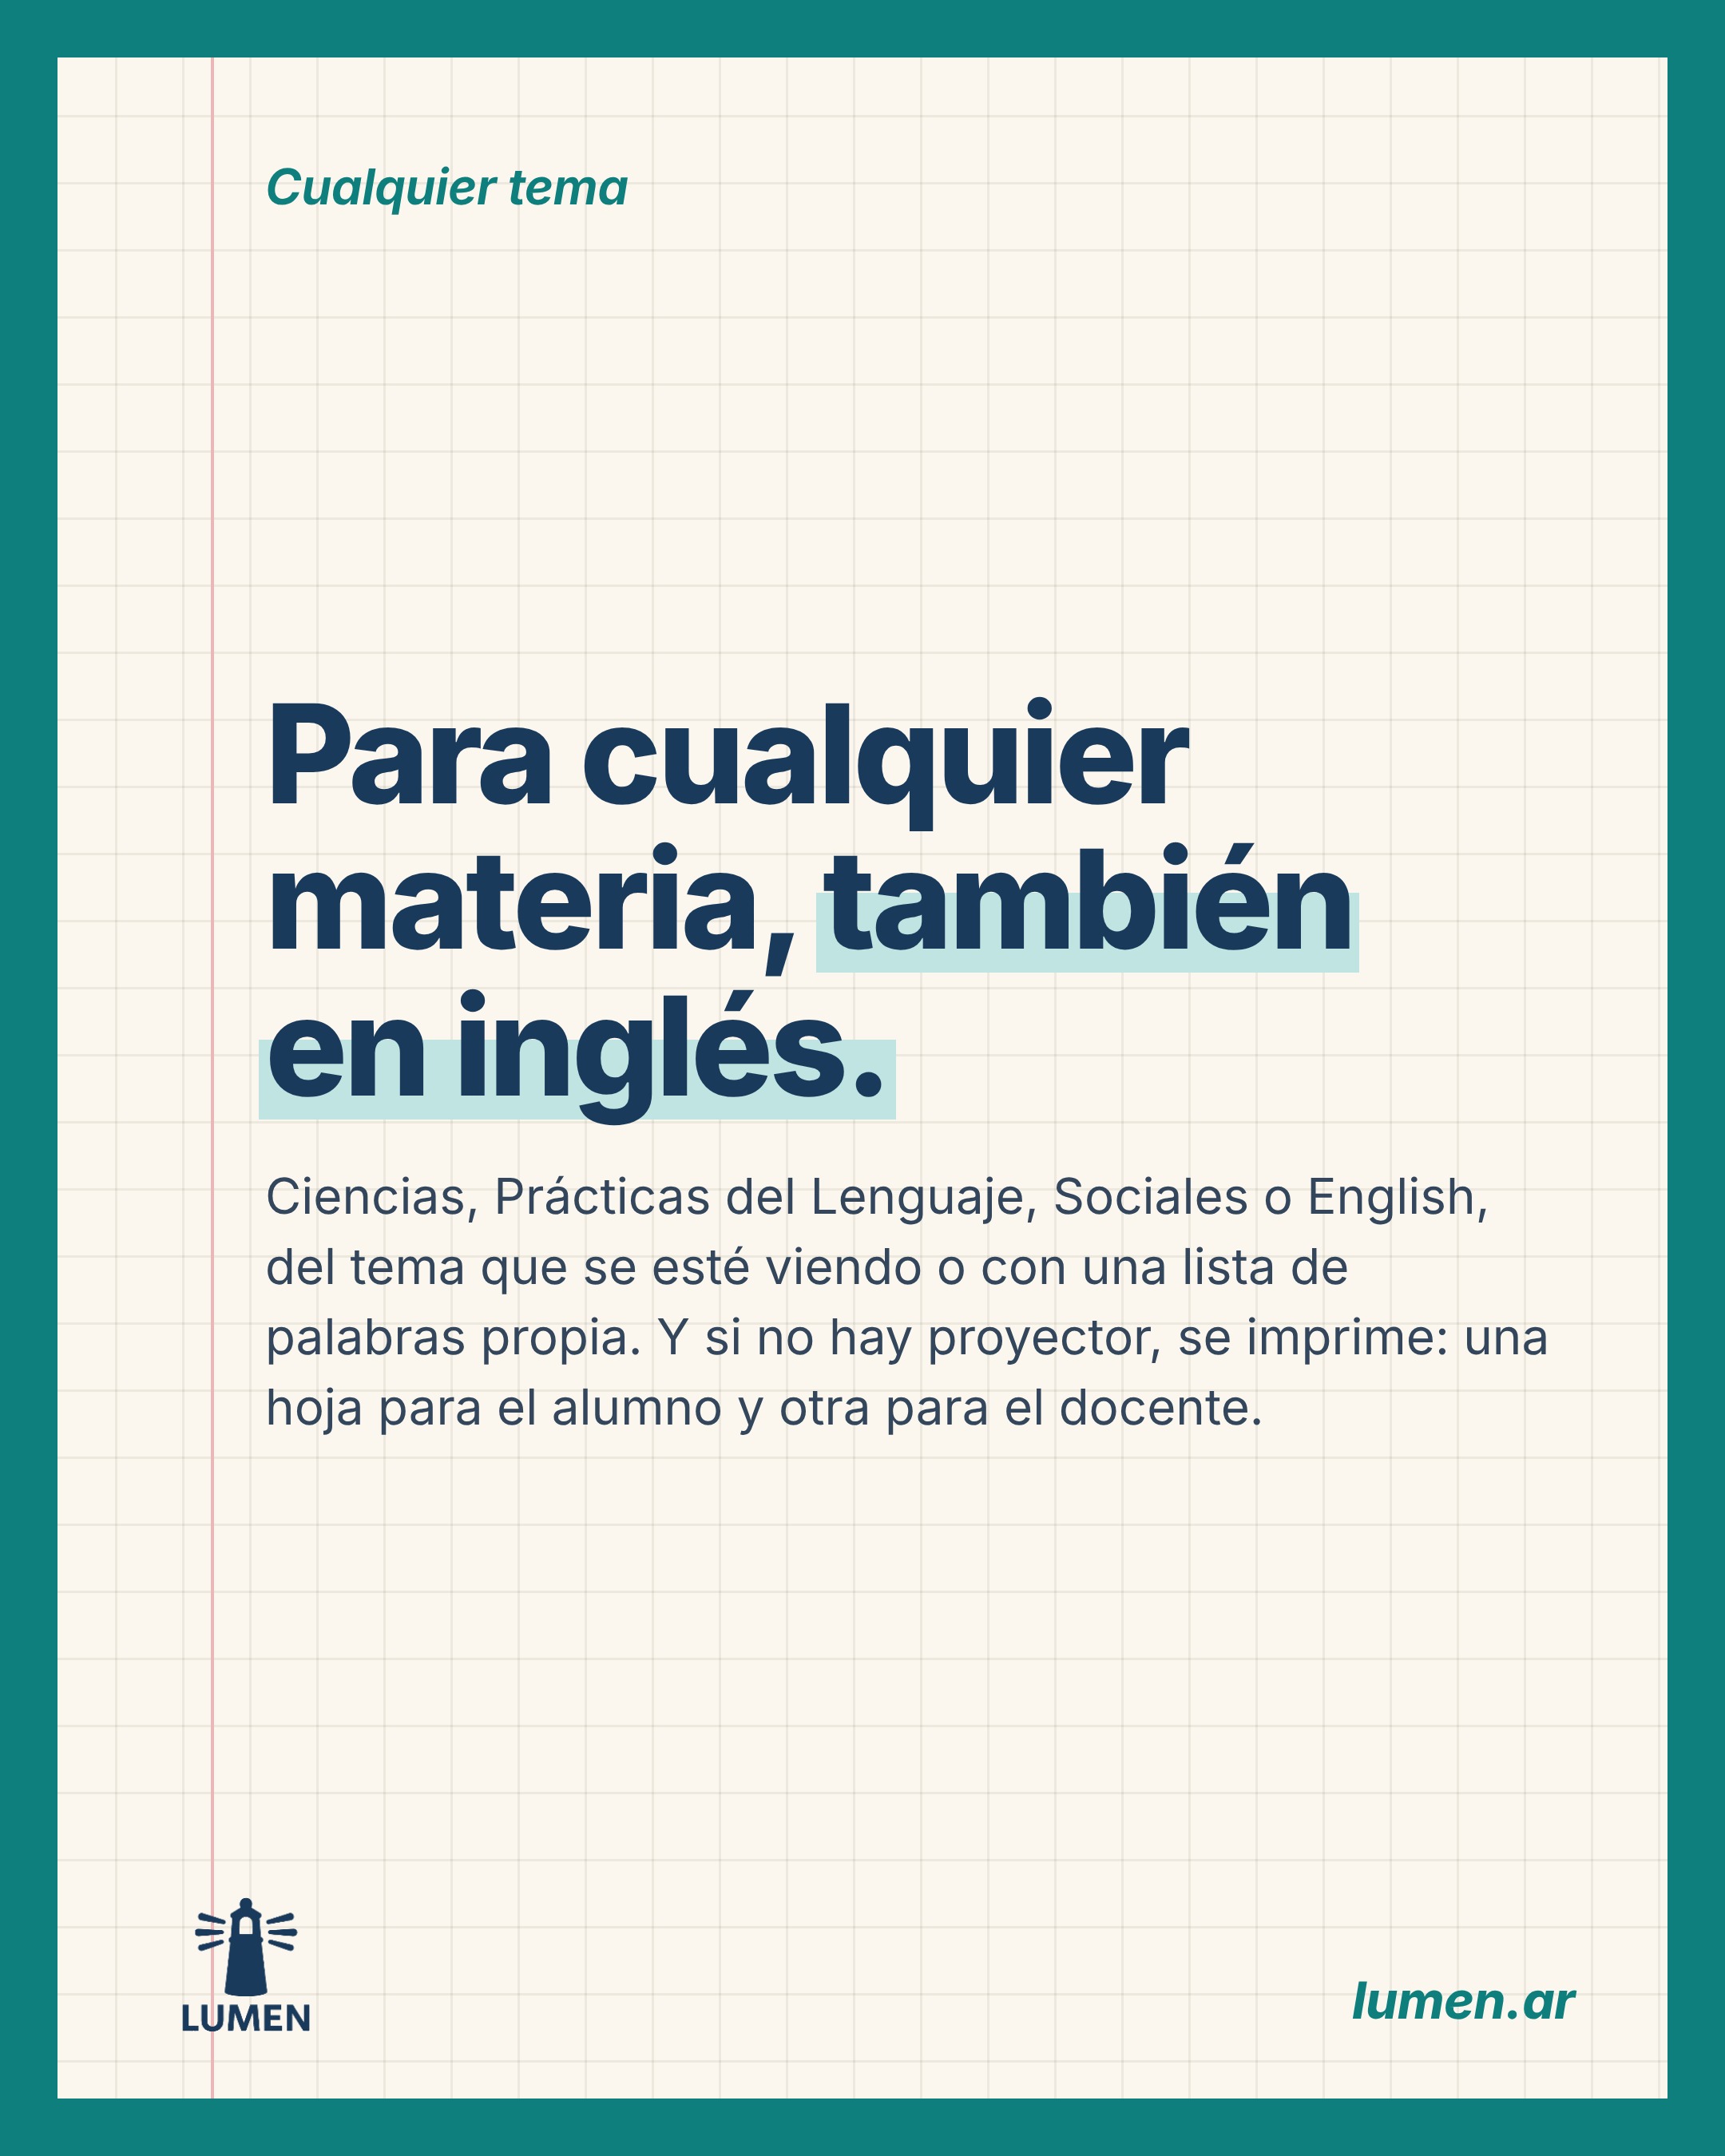 Cualquier tema
Para cualquier
materia, también
en inglés.
Ciencias, Prácticas del Lenguaje, Sociales o English,
del tema que se esté viendo o con una lista de
palabras propia. Y si no hay proyector, se imprime: una
hoja para el alumno y otra para el docente.
LUMEN
lumen.ar